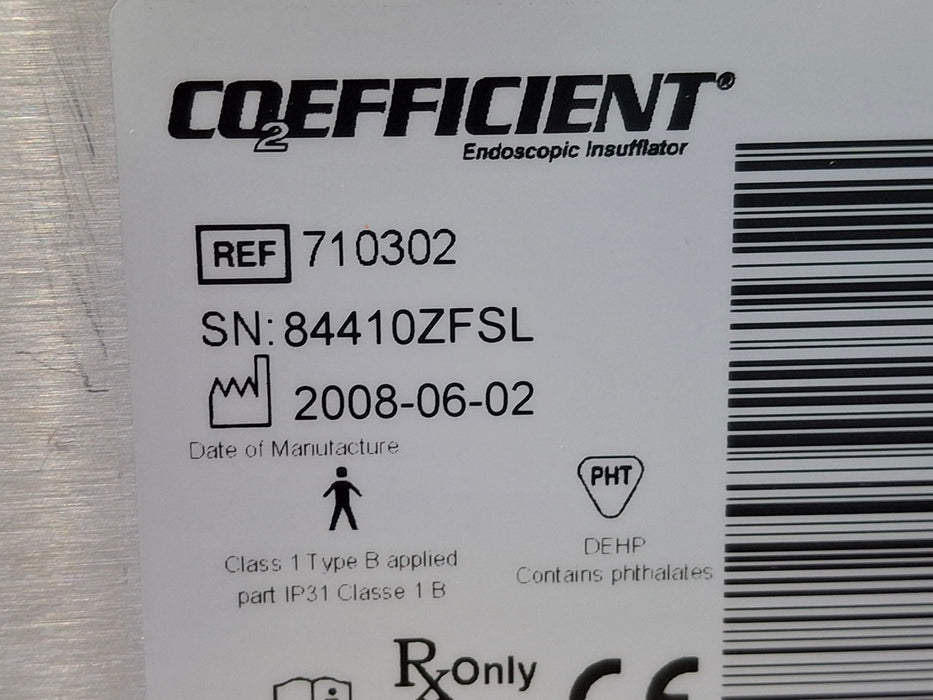 CO2EFFICIENT®
Endoscopic Insufflator
REF 710302
SN: 84410ZFSL
2008-06-02
Date of Manufacture
PHT
Class 1 Type B applied
part IP31 Classe 1 B
DEHP
Contains phthalates
Rx Only
CE